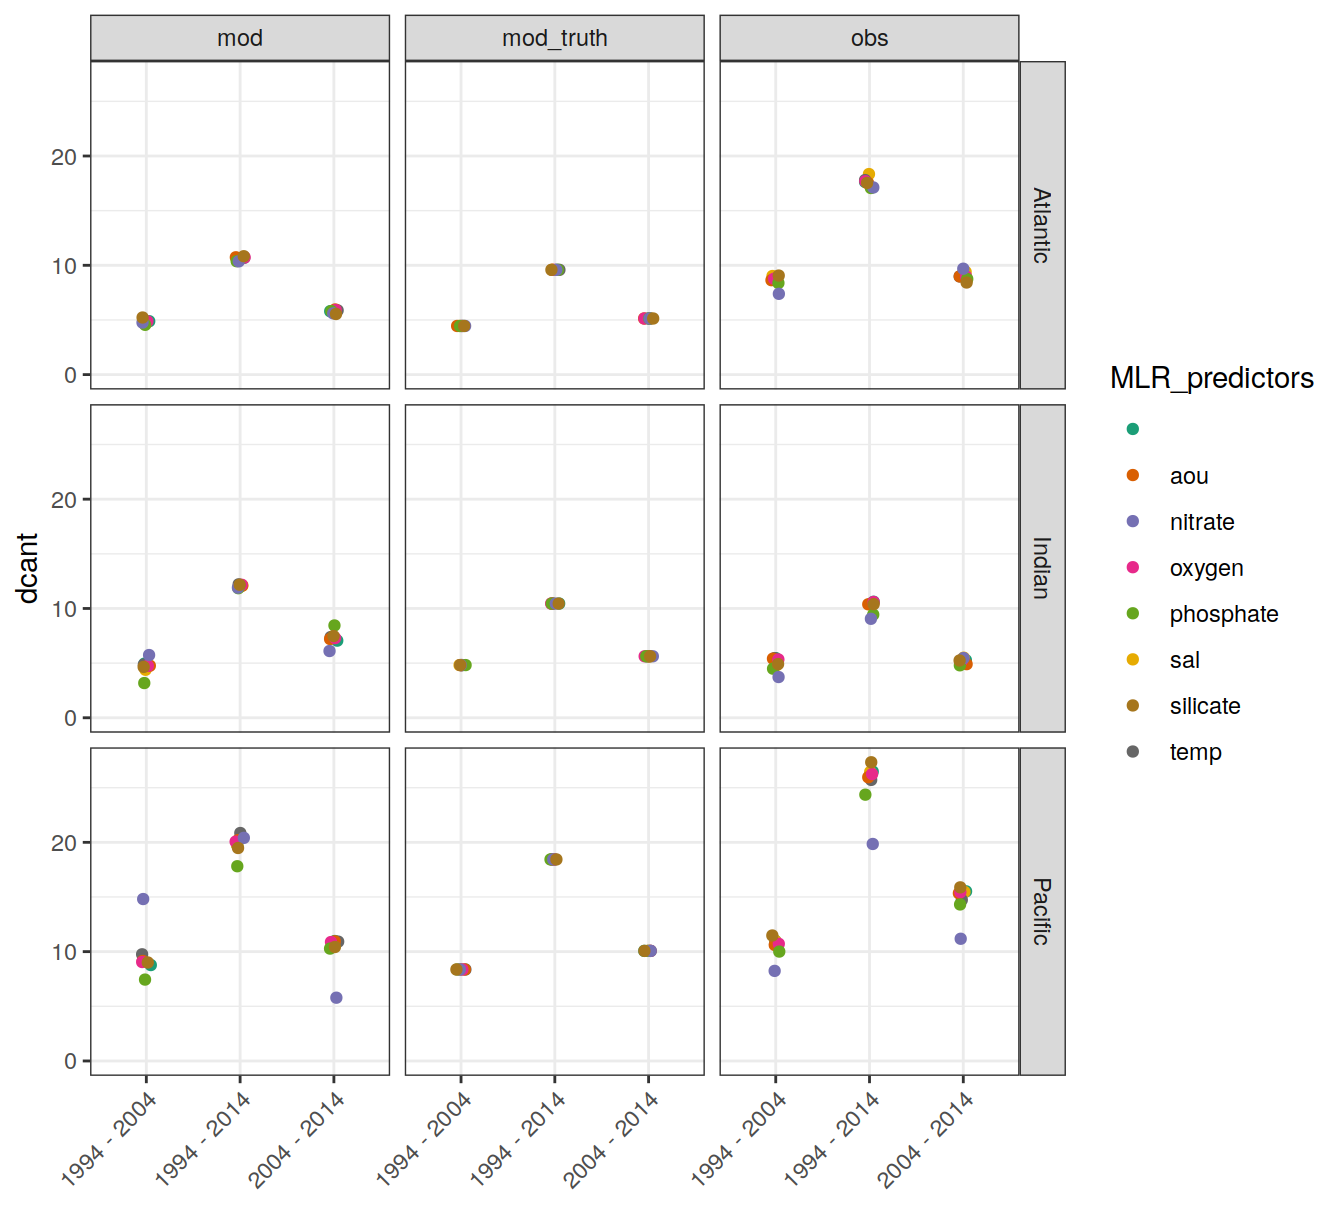 mod
mod_truth
obs
20
10
0
Atlantic
dcant
20
10
0
Indian
20
10
0
Pacific
1994 - 2004
1994 - 2014
2004 - 2014
1994 - 2004
1994 - 2014
2004 - 2014
1994 - 2004
1994 - 2014
2004 - 2014
MLR_predictors
aou
nitrate
oxygen
phosphate
sal
silicate
temp